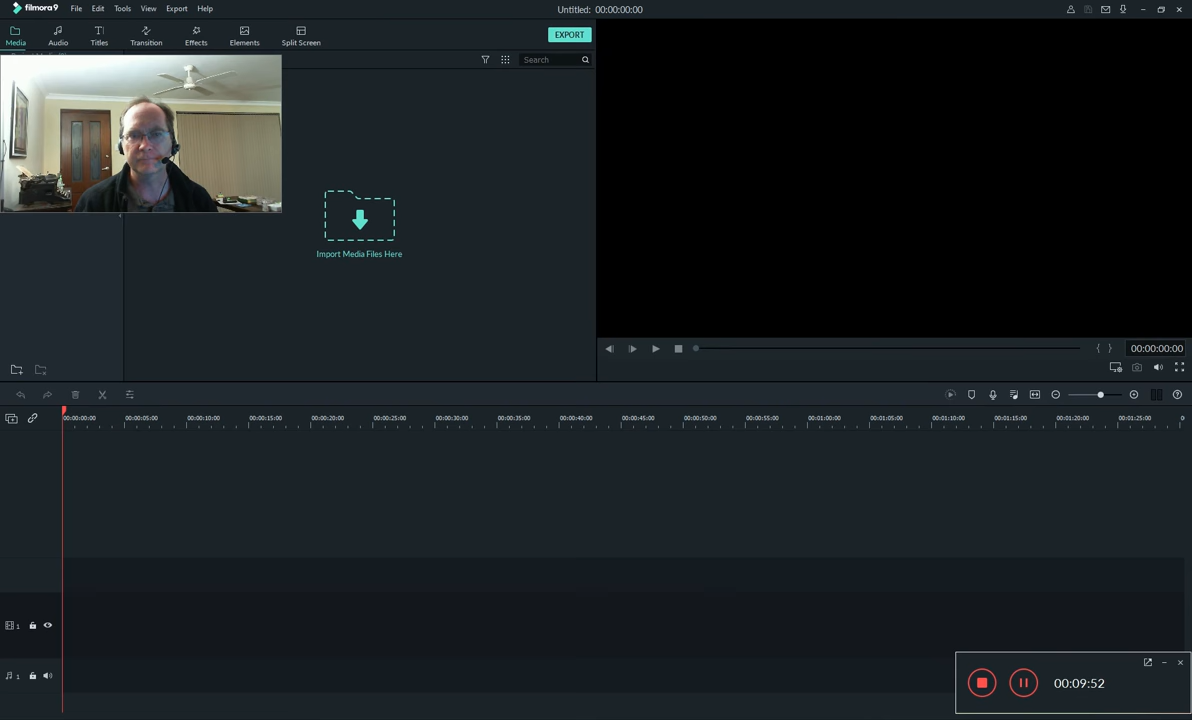 filmora9 File Edit Tools View Export Help Untitled: 00:00:00:00
Media Audio Titles Transition Effects Elements Split Screen EXPORT
Search
Import Media Files Here
00:00:00:00
00:00:00:00 00:00:05:00 00:00:10:00 00:00:15:00 00:00:20:00 00:00:25:00 00:00:30:00 00:00:35:00 00:00:40:00 00:00:45:00 00:00:50:00 00:00:55:00 00:01:00:00 00:01:05:00 00:01:10:00 00:01:15:00 00:01:20:00 00:01:25:00 0
1
1
00:09:52